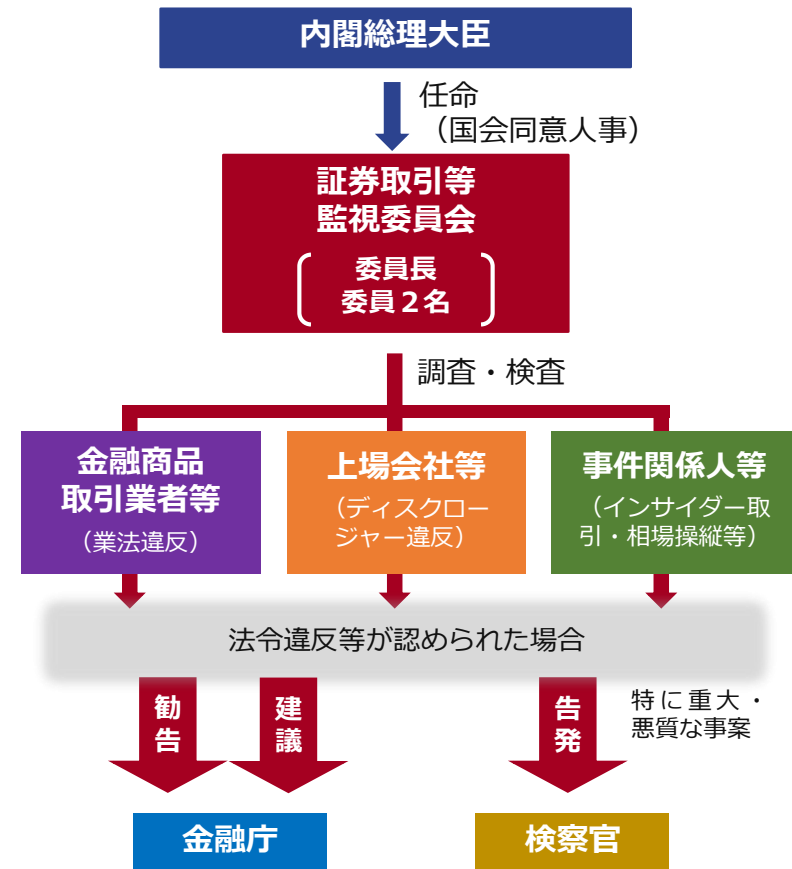 内閣総理大臣
任命
（国会同意人事）
証券取引等
監視委員会
委員長
委員２名
調査・検査
金融商品
取引業者等
（業法違反）
上場会社等
（ディスクロー
ジャー違反）
事件関係人等
（インサイダー取
引・相場操縦等）
法令違反等が認められた場合
勧告
建議
告発
特に重大・
悪質な事案
金融庁
検察官